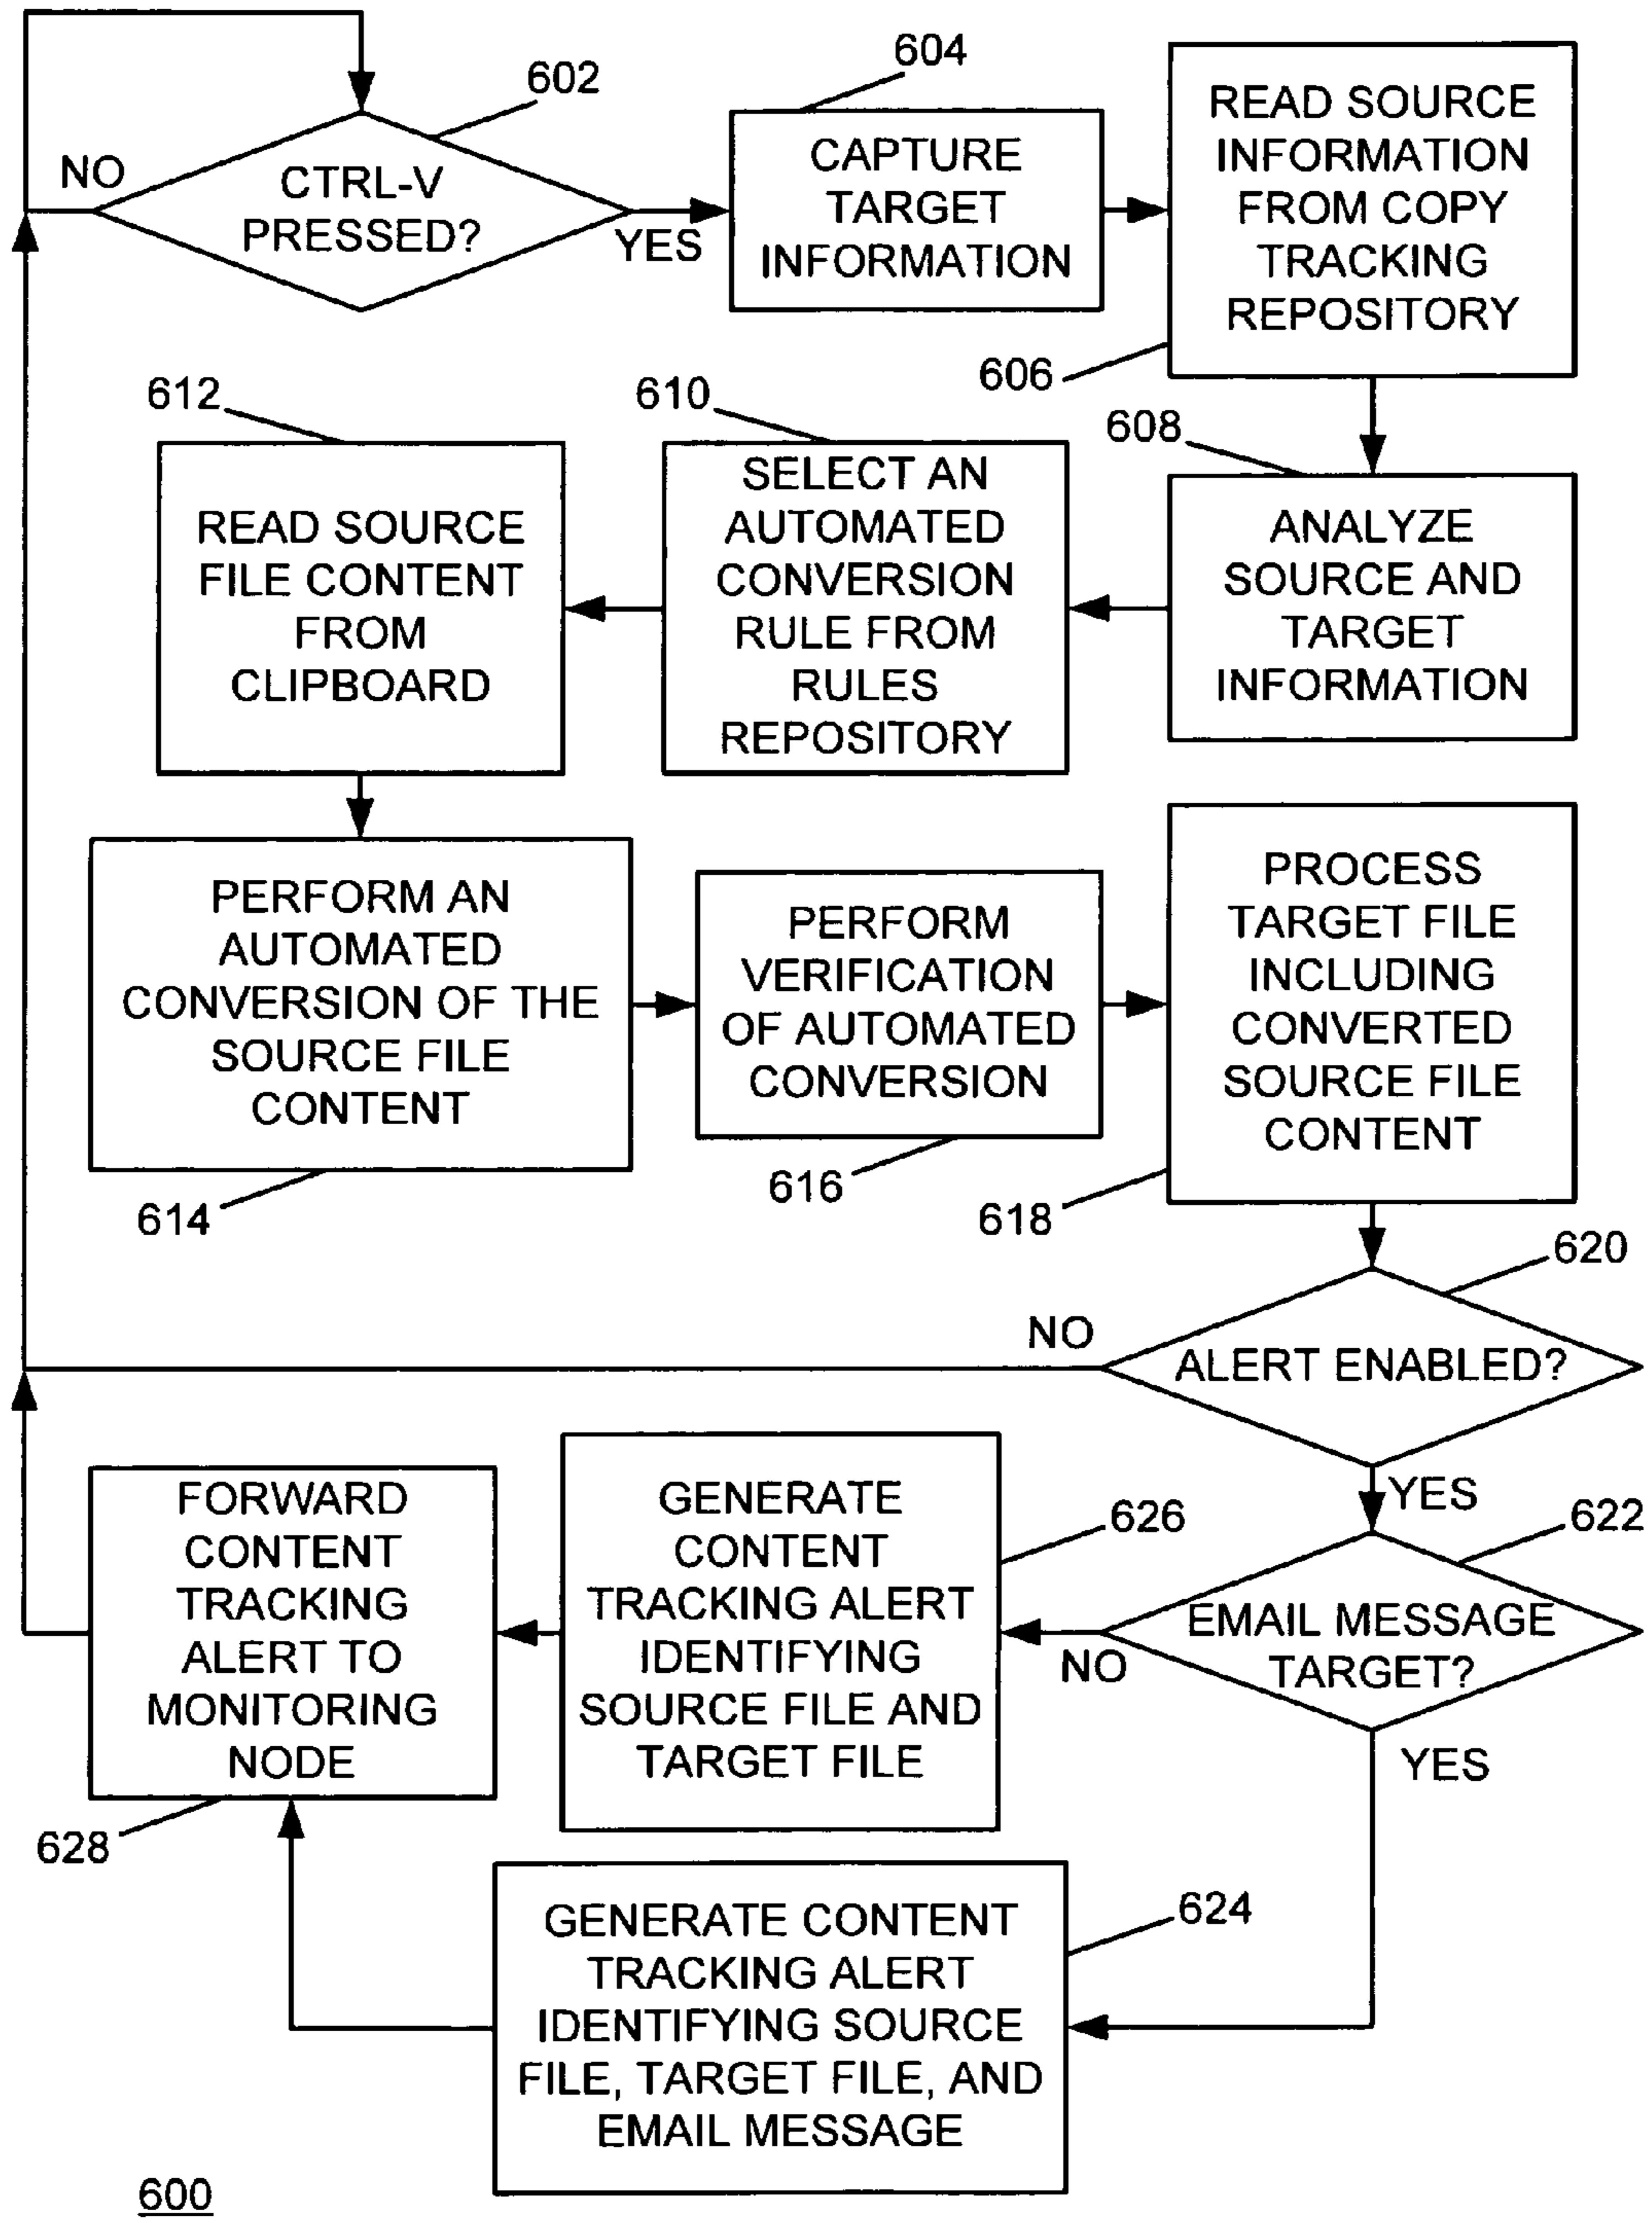 602
CTRL-V
PRESSED?
NO
YES
604
CAPTURE
TARGET
INFORMATION
READ SOURCE
INFORMATION
FROM COPY
TRACKING
REPOSITORY
606
608
ANALYZE
SOURCE AND
TARGET
INFORMATION
610
SELECT AN
AUTOMATED
CONVERSION
RULE FROM
RULES
REPOSITORY
612
READ SOURCE
FILE CONTENT
FROM
CLIPBOARD
PERFORM AN
AUTOMATED
CONVERSION OF THE
SOURCE FILE
CONTENT
614
PERFORM
VERIFICATION
OF AUTOMATED
CONVERSION
616
PROCESS
TARGET FILE
INCLUDING
CONVERTED
SOURCE FILE
CONTENT
618
620
ALERT ENABLED?
NO
YES
622
EMAIL MESSAGE
TARGET?
NO
YES
626
GENERATE
CONTENT
TRACKING ALERT
IDENTIFYING
SOURCE FILE AND
TARGET FILE
FORWARD
CONTENT
TRACKING
ALERT TO
MONITORING
NODE
628
624
GENERATE CONTENT
TRACKING ALERT
IDENTIFYING SOURCE
FILE, TARGET FILE, AND
EMAIL MESSAGE
600